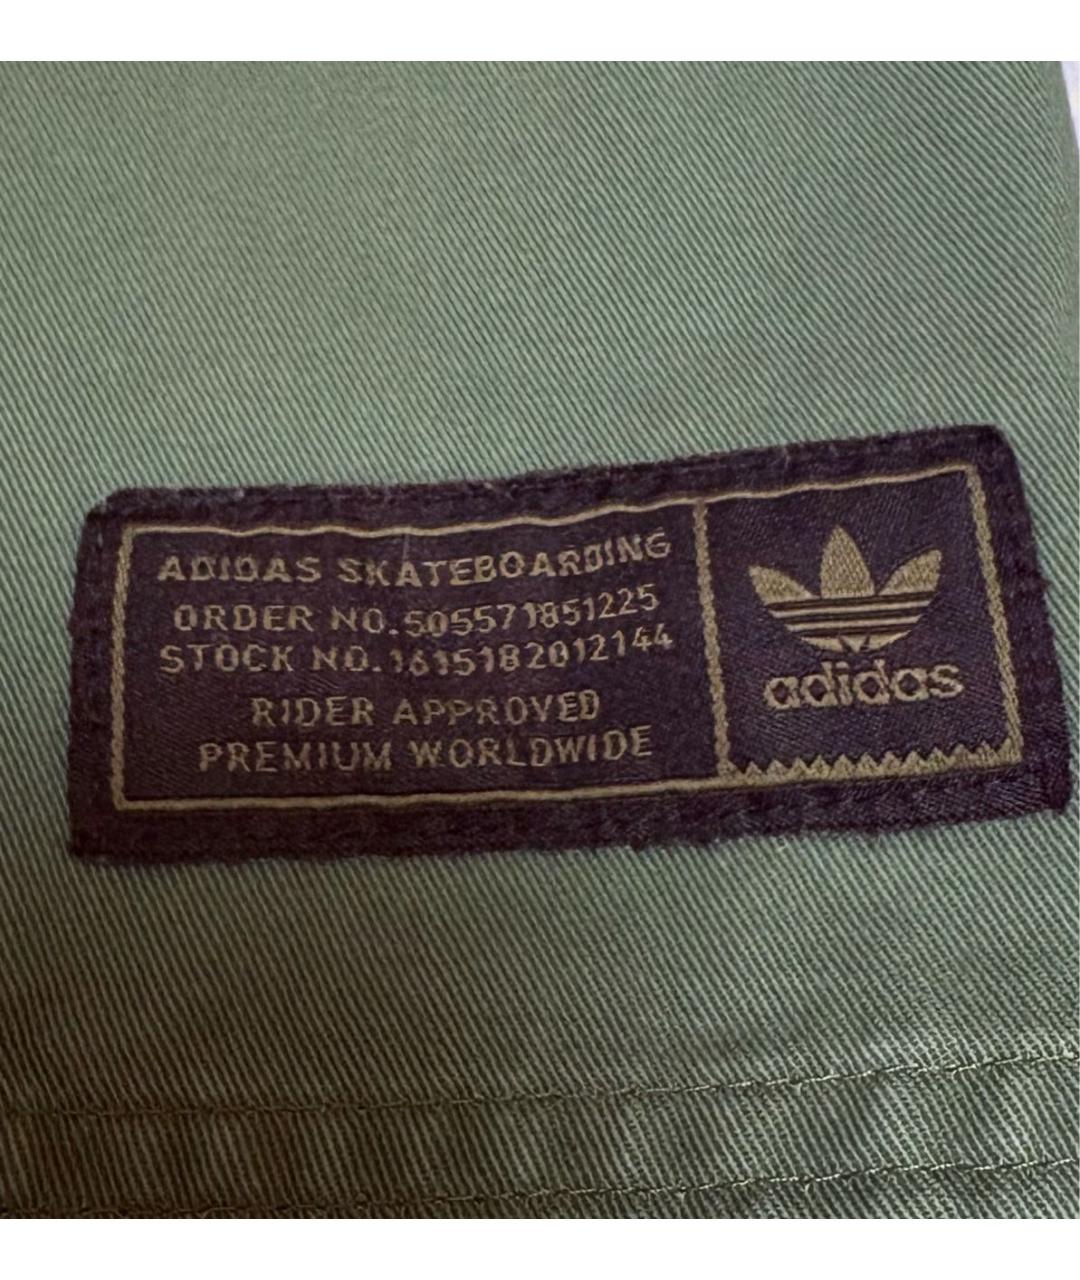 ADIDAS SKATEBOARDING
ORDER NO.505571851225
STOCK NO.1615182012144
RIDER APPROVED
PREMIUM WORLDWIDE
adidas